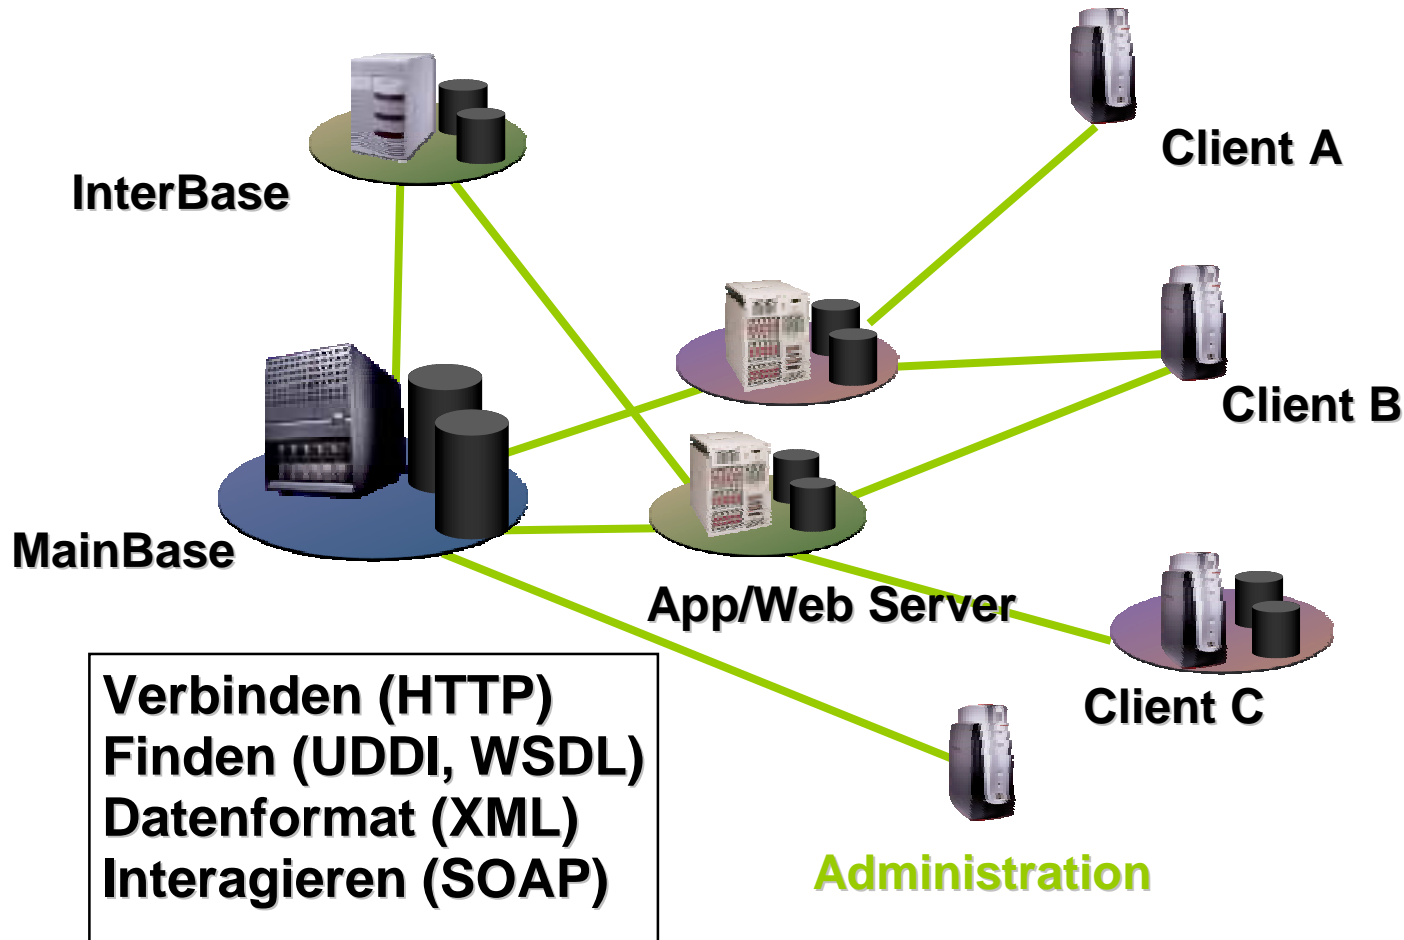 Client A
InterBase
Client B
MainBase
App/Web Server
Client C
Verbinden (HTTP)
Finden (UDDI, WSDL)
Datenformat (XML)
Interagieren (SOAP)
Administration